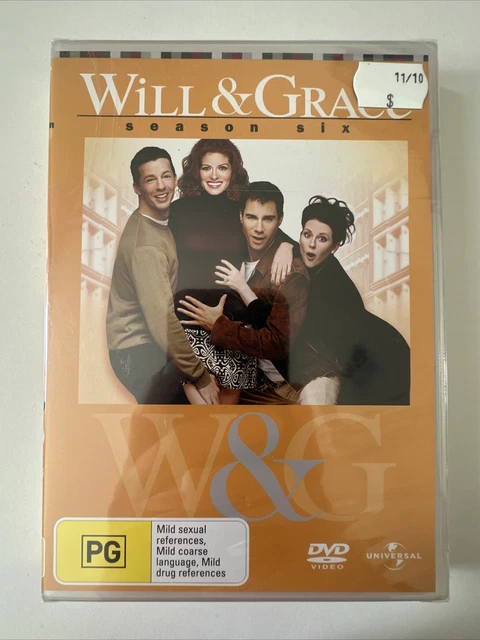 WiLL & GRACE
season six
11/10
$
W&G
PG
Mild sexual
references,
Mild coarse
language, Mild
drug references
DVD
VIDEO
UNIVERSAL